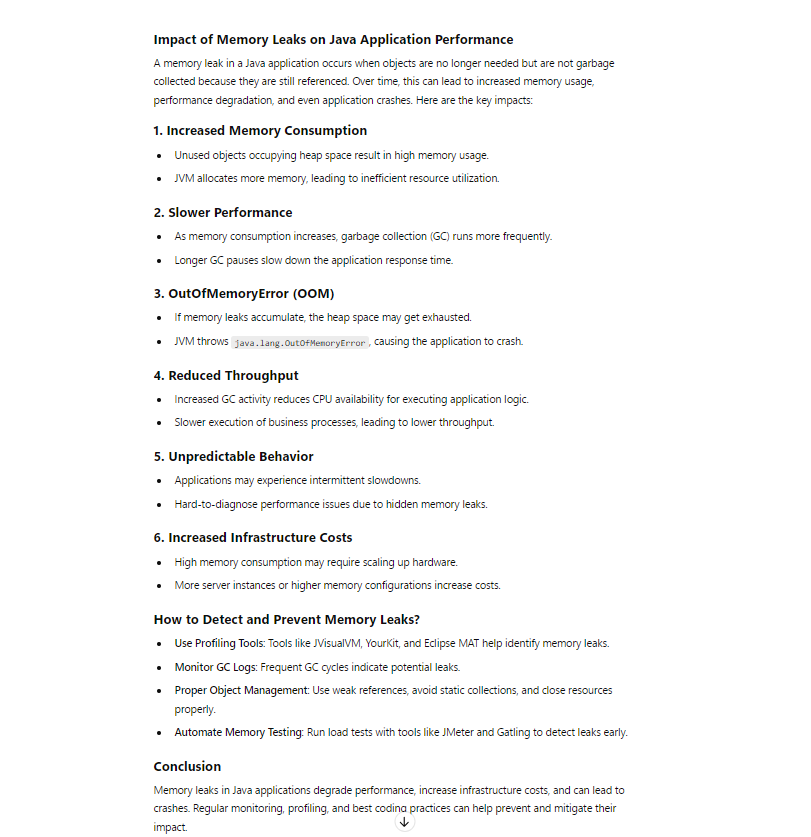 Impact of Memory Leaks on Java Application Performance
A memory leak in a Java application occurs when objects are no longer needed but are not garbage
collected because they are still referenced. Over time, this can lead to increased memory usage,
performance degradation, and even application crashes. Here are the key impacts:
1. Increased Memory Consumption
• Unused objects occupying heap space result in high memory usage.
• JVM allocates more memory, leading to inefficient resource utilization.
2. Slower Performance
• As memory consumption increases, garbage collection (GC) runs more frequently.
• Longer GC pauses slow down the application response time.
3. OutOfMemoryError (OOM)
• If memory leaks accumulate, the heap space may get exhausted.
• JVM throws java.lang.OutOfMemoryError, causing the application to crash.
4. Reduced Throughput
• Increased GC activity reduces CPU availability for executing application logic.
• Slower execution of business processes, leading to lower throughput.
5. Unpredictable Behavior
• Applications may experience intermittent slowdowns.
• Hard-to-diagnose performance issues due to hidden memory leaks.
6. Increased Infrastructure Costs
• High memory consumption may require scaling up hardware.
• More server instances or higher memory configurations increase costs.
How to Detect and Prevent Memory Leaks?
• Use Profiling Tools: Tools like JVisualVM, YourKit, and Eclipse MAT help identify memory leaks.
• Monitor GC Logs: Frequent GC cycles indicate potential leaks.
• Proper Object Management: Use weak references, avoid static collections, and close resources
properly.
• Automate Memory Testing: Run load tests with tools like JMeter and Gatling to detect leaks early.
Conclusion
Memory leaks in Java applications degrade performance, increase infrastructure costs, and can lead to
crashes. Regular monitoring, profiling, and best coding practices can help prevent and mitigate their
impact.